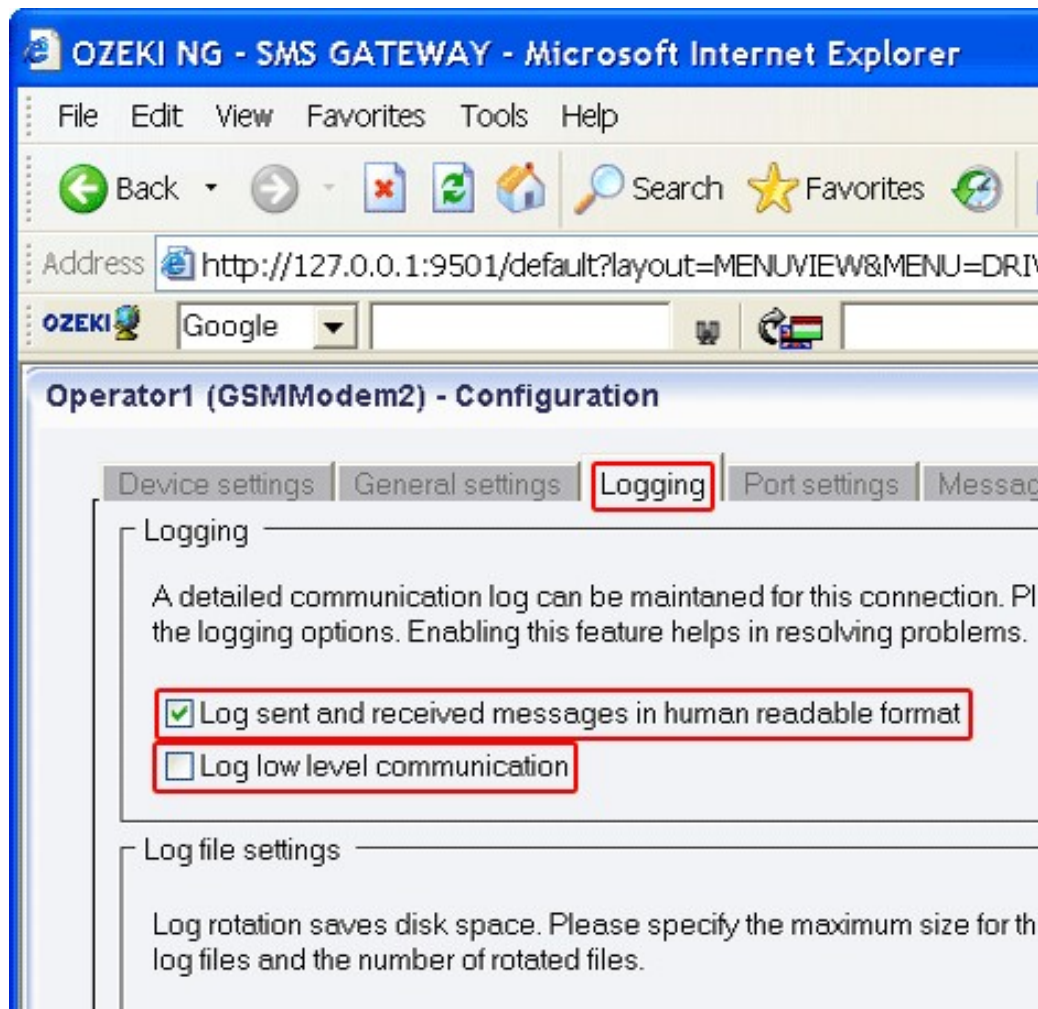 OZEKI NG - SMS GATEWAY - Microsoft Internet Explorer
File Edit View Favorites Tools Help
Back Search Favorites
Address http://127.0.0.1:9501/default?layout=MENUVIEW&MENU=DRIV
OZEKI Google
Operator1 (GSMModem2) - Configuration
Device settings General settings Logging Port settings Messag
Logging
A detailed communication log can be maintaned for this connection. Pl
the logging options. Enabling this feature helps in resolving problems.
Log sent and received messages in human readable format
Log low level communication
Log file settings
Log rotation saves disk space. Please specify the maximum size for th
log files and the number of rotated files.